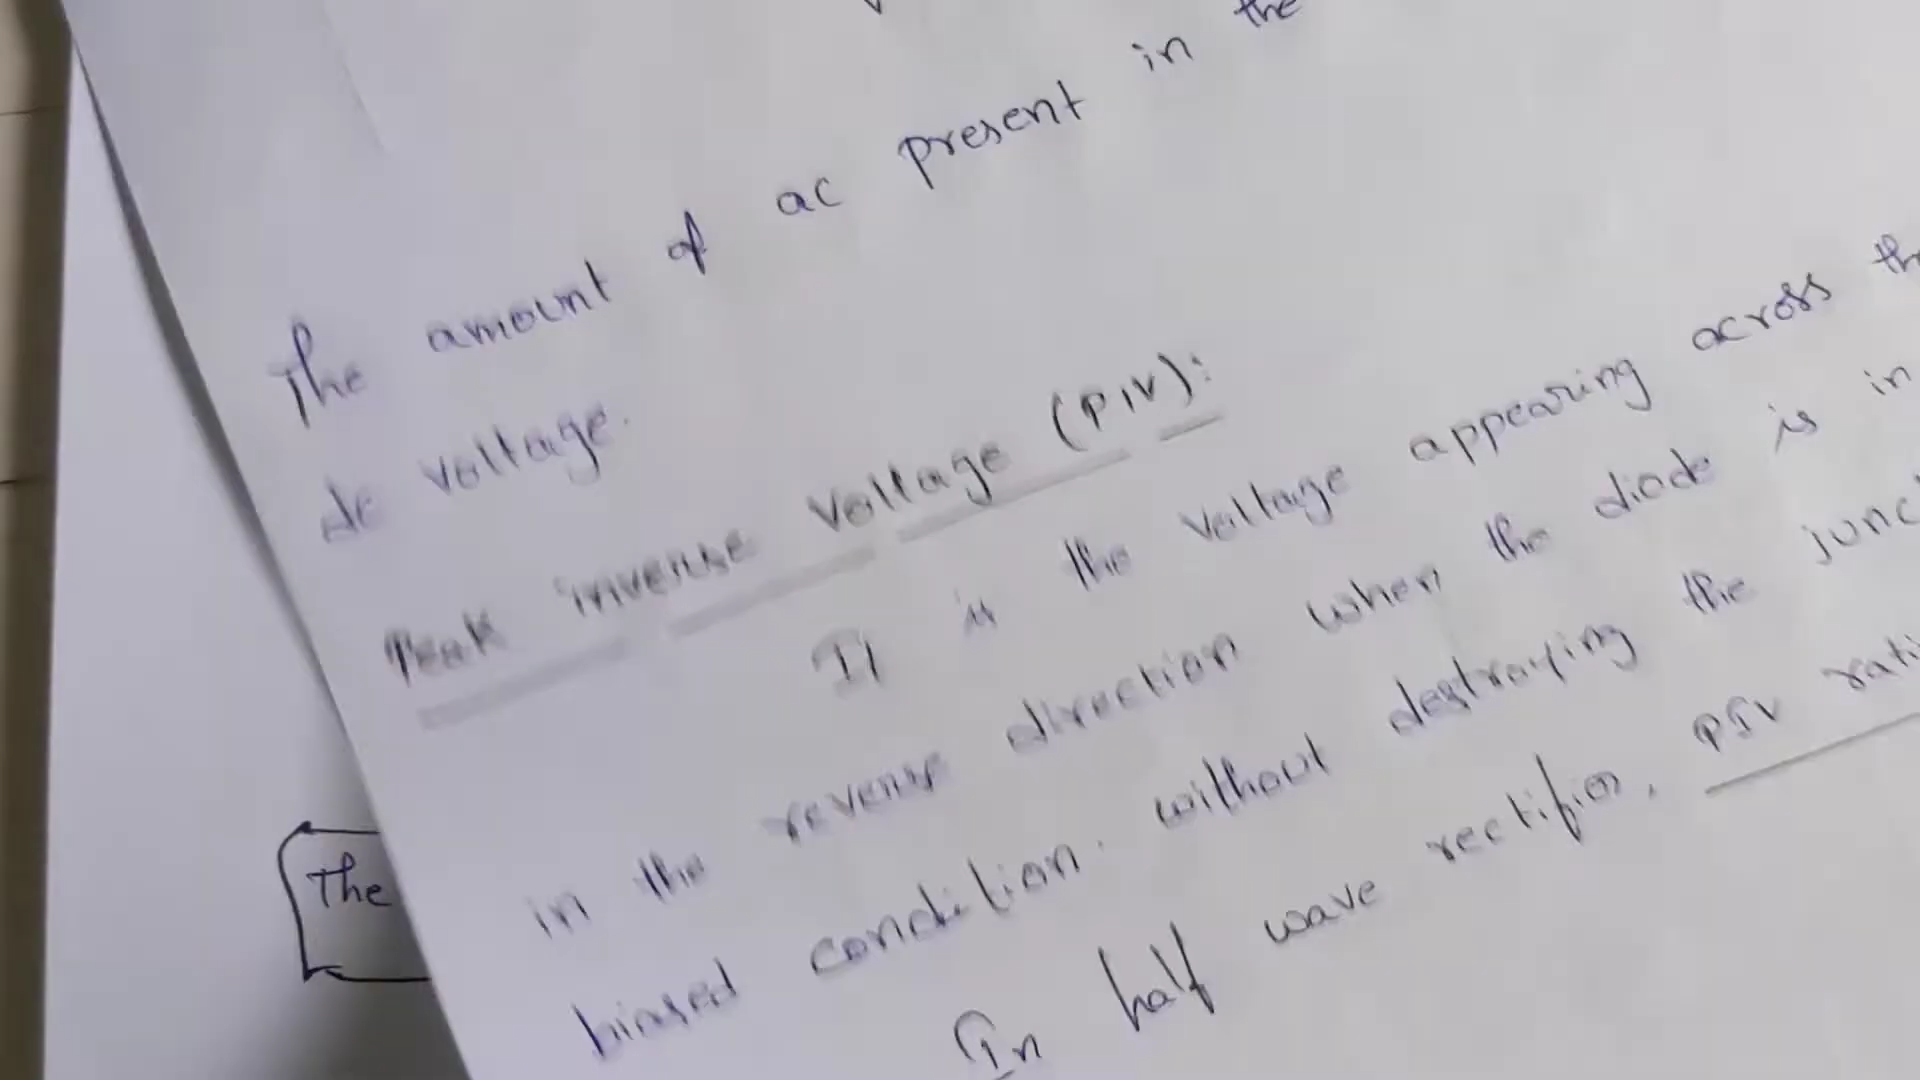 The amount of ac present in the
dc voltage.
Peak inverse Voltage (PIV):
It is the voltage appearing across th
in the reverse direction when the diode is in
biased condition. without destroying the junct
In half wave rectifier, PIV rati
The